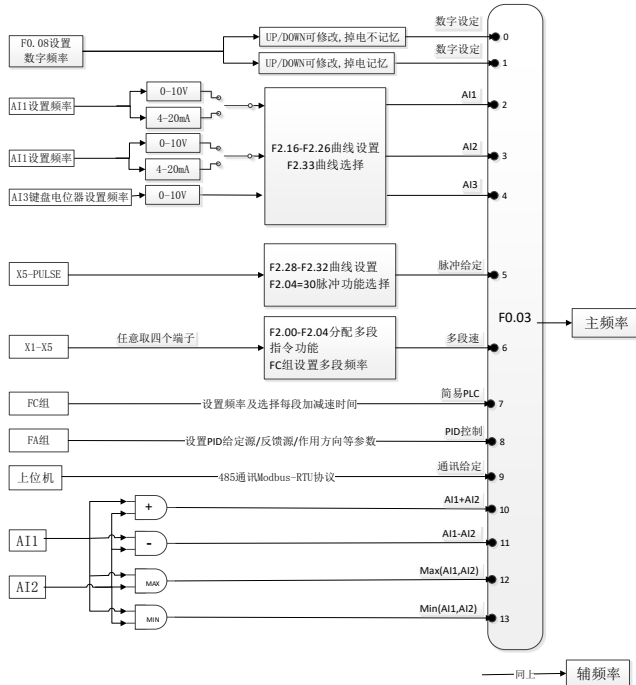 F0.08设置
数字频率
UP/DOWN可修改,掉电不记忆
数字设定
0
UP/DOWN可修改,掉电记忆
数字设定
1
AI1设置频率
0-10V
4-20mA
AI1
2
AI1设置频率
0-10V
4-20mA
F2.16-F2.26曲线设置
F2.33曲线选择
AI2
3
AI3键盘电位器设置频率
0-10V
AI3
4
X5-PULSE
F2.28-F2.32曲线设置
F2.04=30脉冲功能选择
脉冲给定
5
F0.03
主频率
X1-X5
任意取四个端子
F2.00-F2.04分配多段
指令功能
FC组设置多段频率
多段速
6
FC组
设置频率及选择每段加减速时间
简易PLC
7
FA组
设置PID给定源/反馈源/作用方向等参数
PID控制
8
上位机
485通讯Modbus-RTU协议
通讯给定
9
+
AI1+AI2
10
AI1
-
AI1-AI2
11
AI2
MAX
Max(AI1,AI2)
12
MIN
Min(AI1,AI2)
13
同上
辅频率